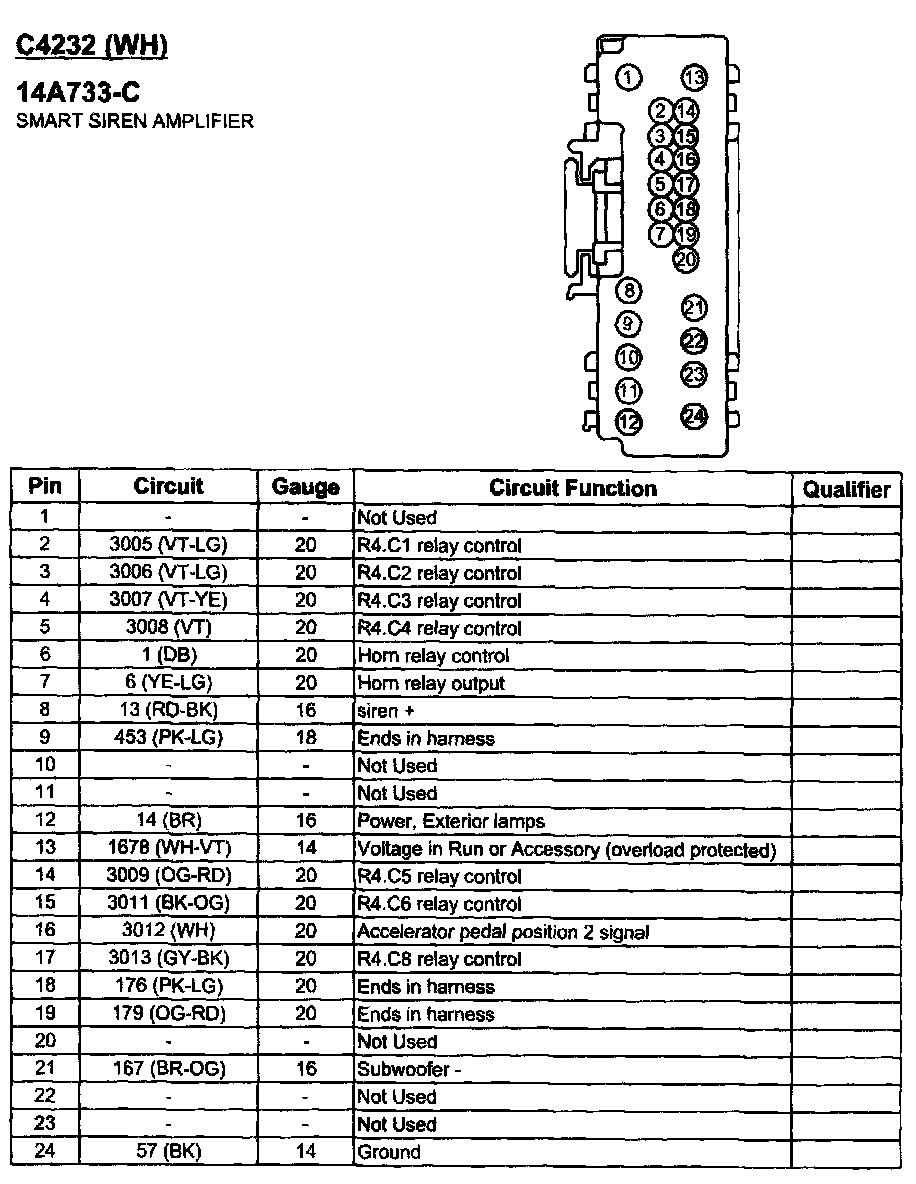 C4232 (WH)
14A733-C
SMART SIREN AMPLIFIER
1 13
2 14
3 15
4 16
5 17
6 18
7 19
20
8
21
9
22
10
23
11
24
12
Pin Circuit Gauge Circuit Function Qualifier
1 - - Not Used
2 3005 (VT-LG) 20 R4.C1 relay control
3 3006 (VT-LG) 20 R4.C2 relay control
4 3007 (VT-YE) 20 R4.C3 relay control
5 3008 (VT) 20 R4.C4 relay control
6 1 (DB) 20 Horn relay control
7 6 (YE-LG) 20 Horn relay output
8 13 (RD-BK) 16 siren +
9 453 (PK-LG) 18 Ends in harness
10 - - Not Used
11 - - Not Used
12 14 (BR) 16 Power, Exterior lamps
13 1678 (WH-VT) 14 Voltage in Run or Accessory (overload protected)
14 3009 (OG-RD) 20 R4.C5 relay control
15 3011 (BK-OG) 20 R4.C6 relay control
16 3012 (WH) 20 Accelerator pedal position 2 signal
17 3013 (GY-BK) 20 R4.C8 relay control
18 176 (PK-LG) 20 Ends in harness
19 179 (OG-RD) 20 Ends in harness
20 - - Not Used
21 167 (BR-OG) 16 Subwoofer -
22 - - Not Used
23 - - Not Used
24 57 (BK) 14 Ground